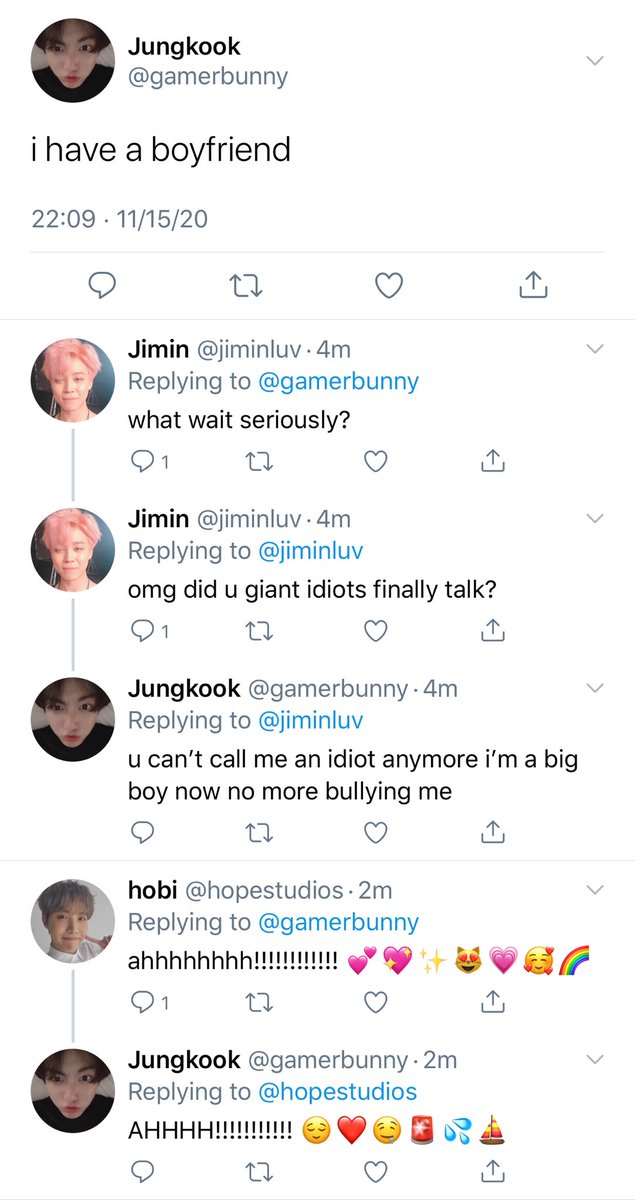 Jungkook
@gamerbunny
i have a boyfriend
22:09 · 11/15/20
Jimin @jiminluv · 4m
Replying to @gamerbunny
what wait seriously?
1
Jimin @jiminluv · 4m
Replying to @jiminluv
omg did u giant idiots finally talk?
1
Jungkook @gamerbunny · 4m
Replying to @jiminluv
u can’t call me an idiot anymore i’m a big
boy now no more bullying me
hobi @hopestudios · 2m
Replying to @gamerbunny
ahhhhhhhh!!!!!!!!!!!! 💕💖✨😻💗🥰🌈
1
Jungkook @gamerbunny · 2m
Replying to @hopestudios
AHHHH!!!!!!!!!!! 😌❤️🤤🚨💦⛵